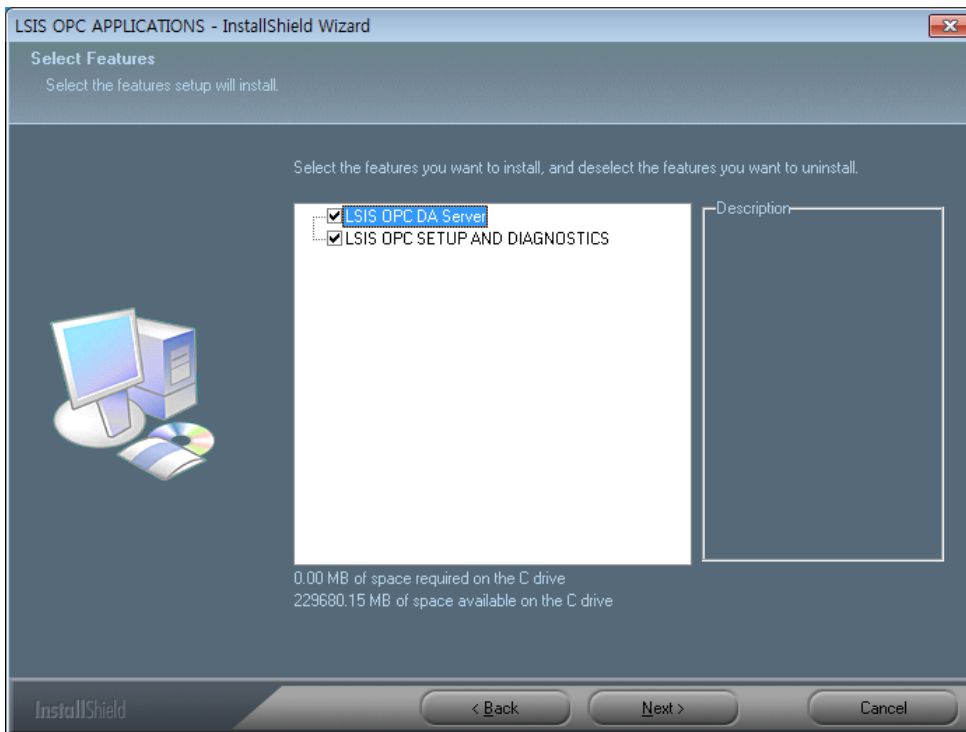 LSIS OPC APPLICATIONS - InstallShield Wizard
Select Features
Select the features setup will install.
Select the features you want to install, and deselect the features you want to uninstall.
LSIS OPC DA Server
LSIS OPC SETUP AND DIAGNOSTICS
Description
0.00 MB of space required on the C drive
229680.15 MB of space available on the C drive
InstallShield
< Back
Next >
Cancel